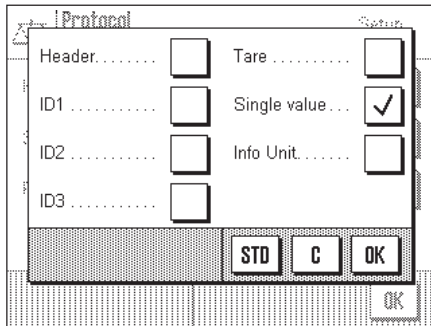 Protocol Setup
Header........ Tare ..........
ID1 ........... Single value...
ID2 ........... Info Unit.......
ID3 ...........
STD C OK
OK